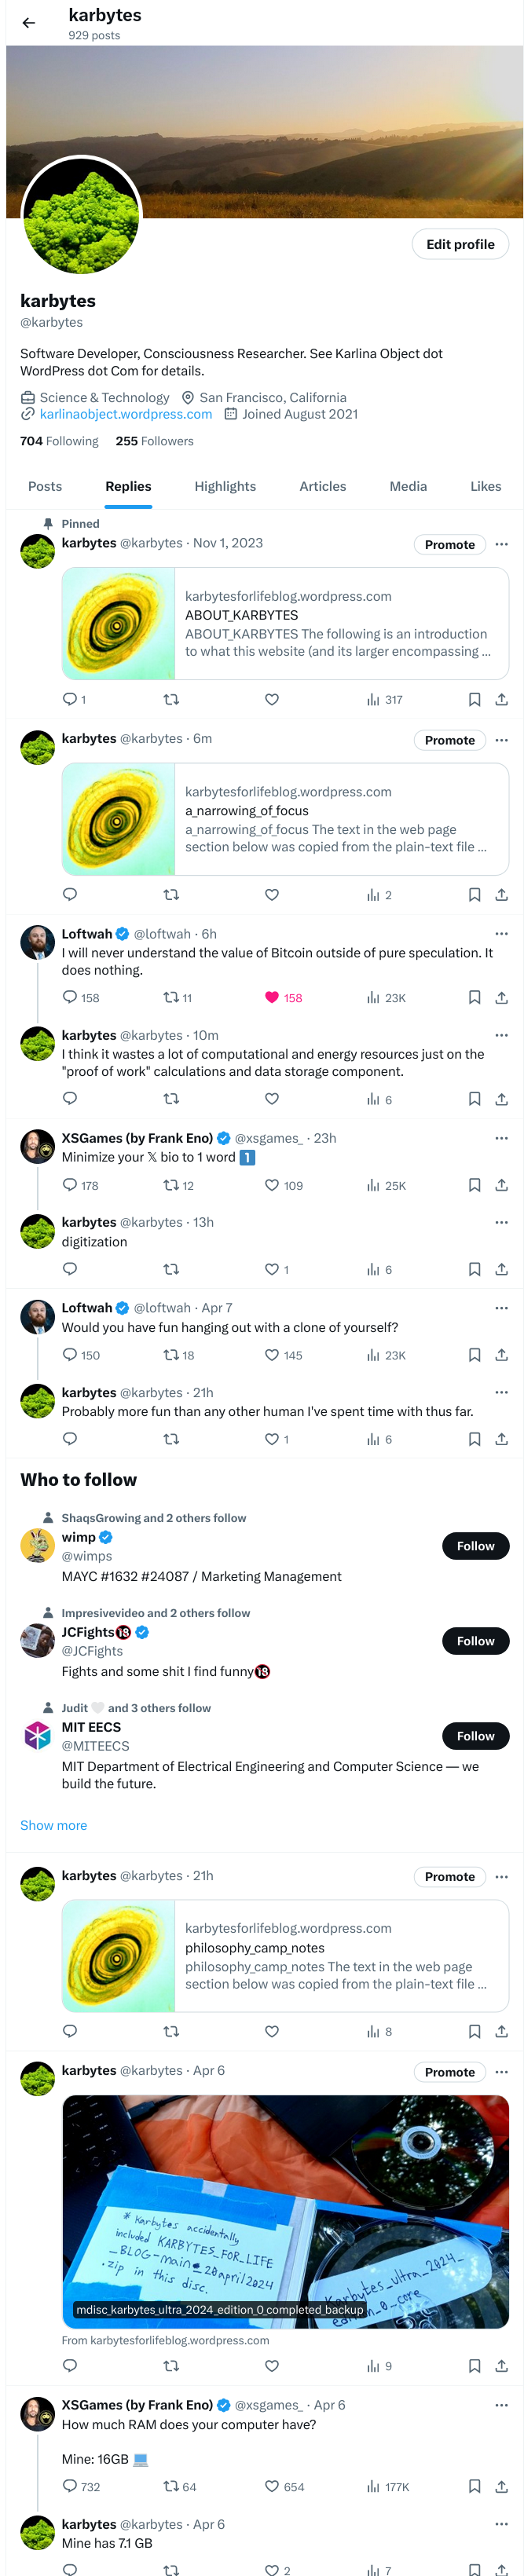 karbytes
929 posts
Edit profile
karbytes
@karbytes
Software Developer, Consciousness Researcher. See Karlina Object dot
WordPress dot Com for details.
Science & Technology San Francisco, California
karlinaobject.wordpress.com Joined August 2021
704 Following 255 Followers
Posts Replies Highlights Articles Media Likes
Pinned
karbytes @karbytes · Nov 1, 2023 Promote
karbytesforlifeblog.wordpress.com
ABOUT_KARBYTES
ABOUT_KARBYTES The following is an introduction
to what this website (and its larger encompassing ...
1 317
karbytes @karbytes · 6m Promote
karbytesforlifeblog.wordpress.com
a_narrowing_of_focus
a_narrowing_of_focus The text in the web page
section below was copied from the plain-text file ...
2
Loftwah @loftwah · 6h
I will never understand the value of Bitcoin outside of pure speculation. It
does nothing.
158 11 158 23K
karbytes @karbytes · 10m
I think it wastes a lot of computational and energy resources just on the
"proof of work" calculations and data storage component.
6
XSGames (by Frank Eno) @xsgames_ · 23h
Minimize your 𝕏 bio to 1 word 1️⃣
178 12 109 25K
karbytes @karbytes · 13h
digitization
1 6
Loftwah @loftwah · Apr 7
Would you have fun hanging out with a clone of yourself?
150 18 145 23K
karbytes @karbytes · 21h
Probably more fun than any other human I've spent time with thus far.
1 6
Who to follow
ShaqsGrowing and 2 others follow
wimp
@wimps Follow
MAYC #1632 #24087 / Marketing Management
Impresivevideo and 2 others follow
JCFights🔞
@JCFights Follow
Fights and some shit I find funny🔞
Judit 🤍 and 3 others follow
MIT EECS
@MITEECS Follow
MIT Department of Electrical Engineering and Computer Science — we
build the future.
Show more
karbytes @karbytes · 21h Promote
karbytesforlifeblog.wordpress.com
philosophy_camp_notes
philosophy_camp_notes The text in the web page
section below was copied from the plain-text file ...
8
karbytes @karbytes · Apr 6 Promote
* Karbytes accidentally
included KARBYTES_FOR_LIFE
_BLOG-main_20april2024
.zip in this disc.
Karbytes_ultra_2024_
edition_0_core
mdisc_karbytes_ultra_2024_edition_0_completed_backup
From karbytesforlifeblog.wordpress.com
9
XSGames (by Frank Eno) @xsgames_ · Apr 6
How much RAM does your computer have?
Mine: 16GB 💻
732 64 654 177K
karbytes @karbytes · Apr 6
Mine has 7.1 GB
2 7